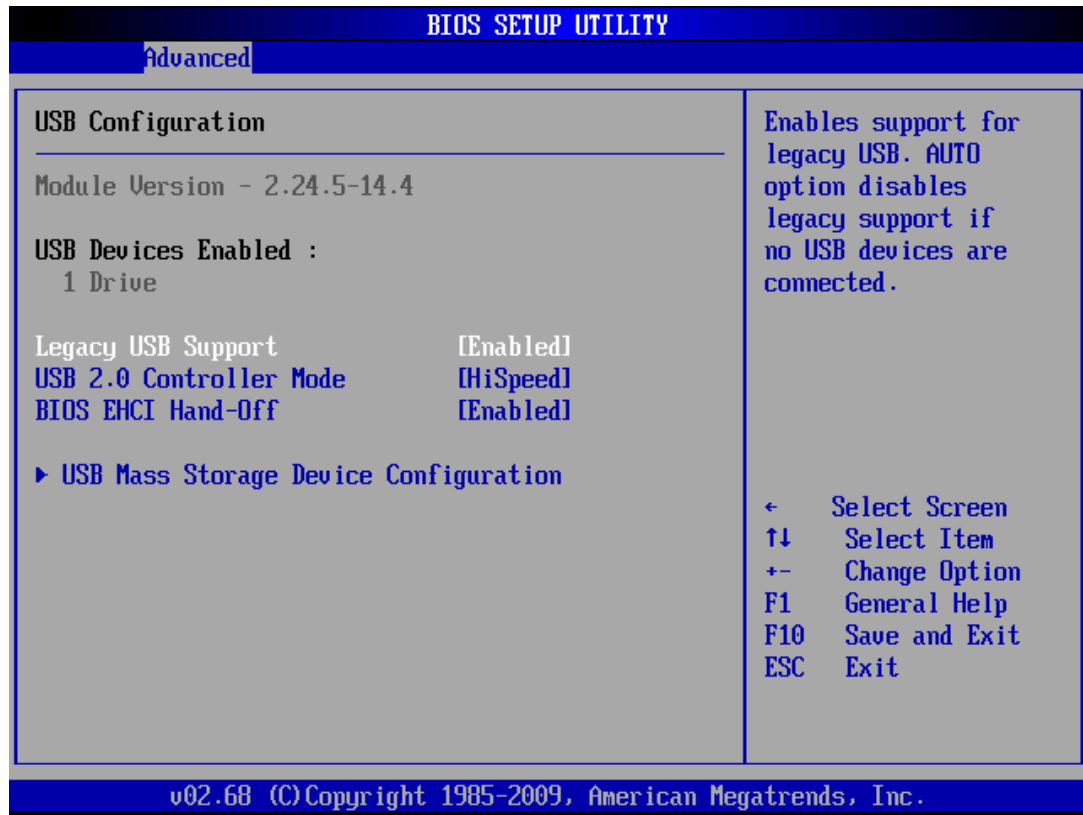 BIOS SETUP UTILITY
Advanced
USB Configuration
Module Version - 2.24.5-14.4
USB Devices Enabled :
1 Drive
Legacy USB Support [Enabled]
USB 2.0 Controller Mode [HiSpeed]
BIOS EHCI Hand-Off [Enabled]
▶ USB Mass Storage Device Configuration
Enables support for
legacy USB. AUTO
option disables
legacy support if
no USB devices are
connected.
← Select Screen
↑↓ Select Item
+- Change Option
F1 General Help
F10 Save and Exit
ESC Exit
v02.68 (C)Copyright 1985-2009, American Megatrends, Inc.